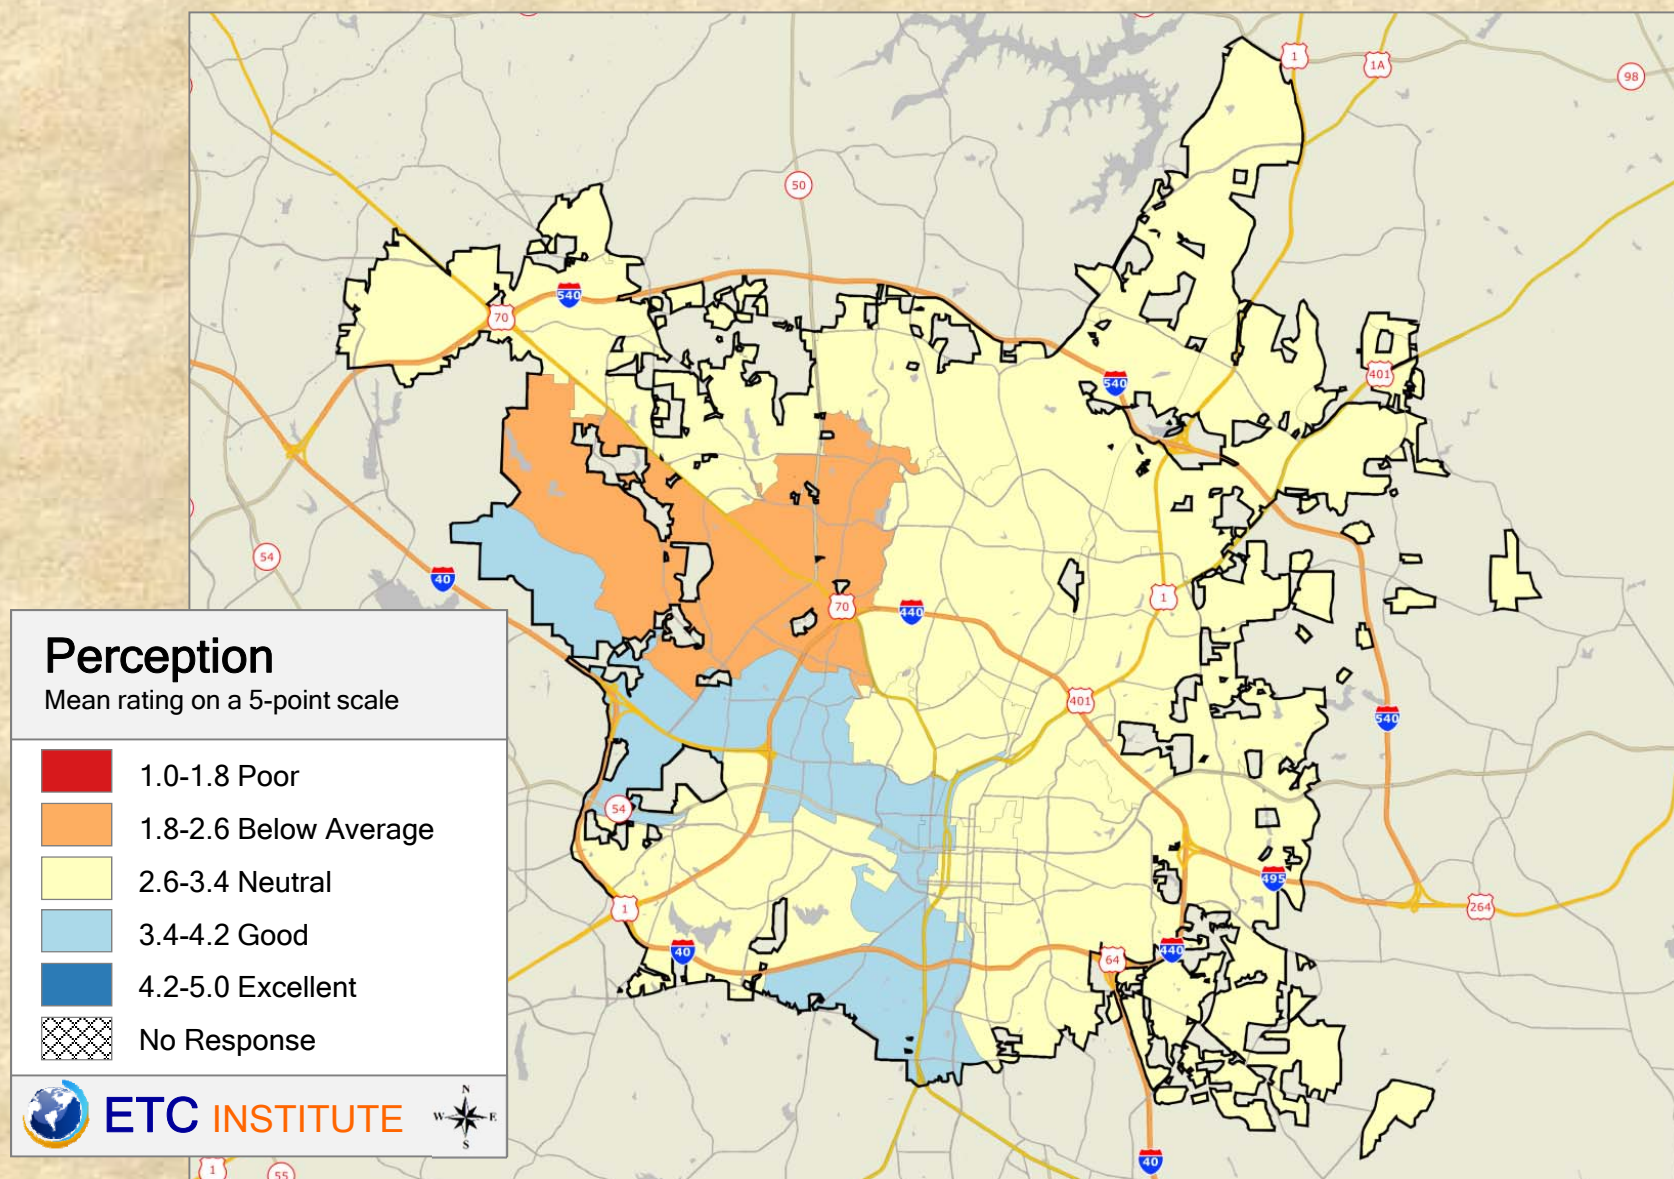 1
1A
98
50
540
70
401
540
54
40
70
440
1
401
540
54
495
1
264
40
440
64
40
1
55
Perception
Mean rating on a 5-point scale
1.0-1.8 Poor
1.8-2.6 Below Average
2.6-3.4 Neutral
3.4-4.2 Good
4.2-5.0 Excellent
No Response
ETC INSTITUTE
N
W E
S